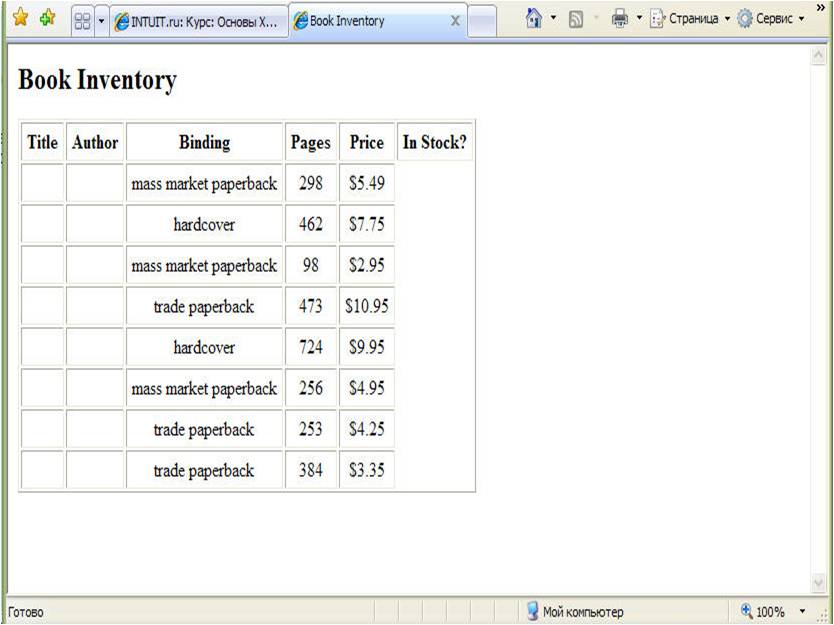 INTUIT.ru: Курс: Основы X... Book Inventory X Страница Сервис »
Book Inventory
Title Author Binding Pages Price In Stock?
mass market paperback 298 $5.49
hardcover 462 $7.75
mass market paperback 98 $2.95
trade paperback 473 $10.95
hardcover 724 $9.95
mass market paperback 256 $4.95
trade paperback 253 $4.25
trade paperback 384 $3.35
Готово Мой компьютер 100%